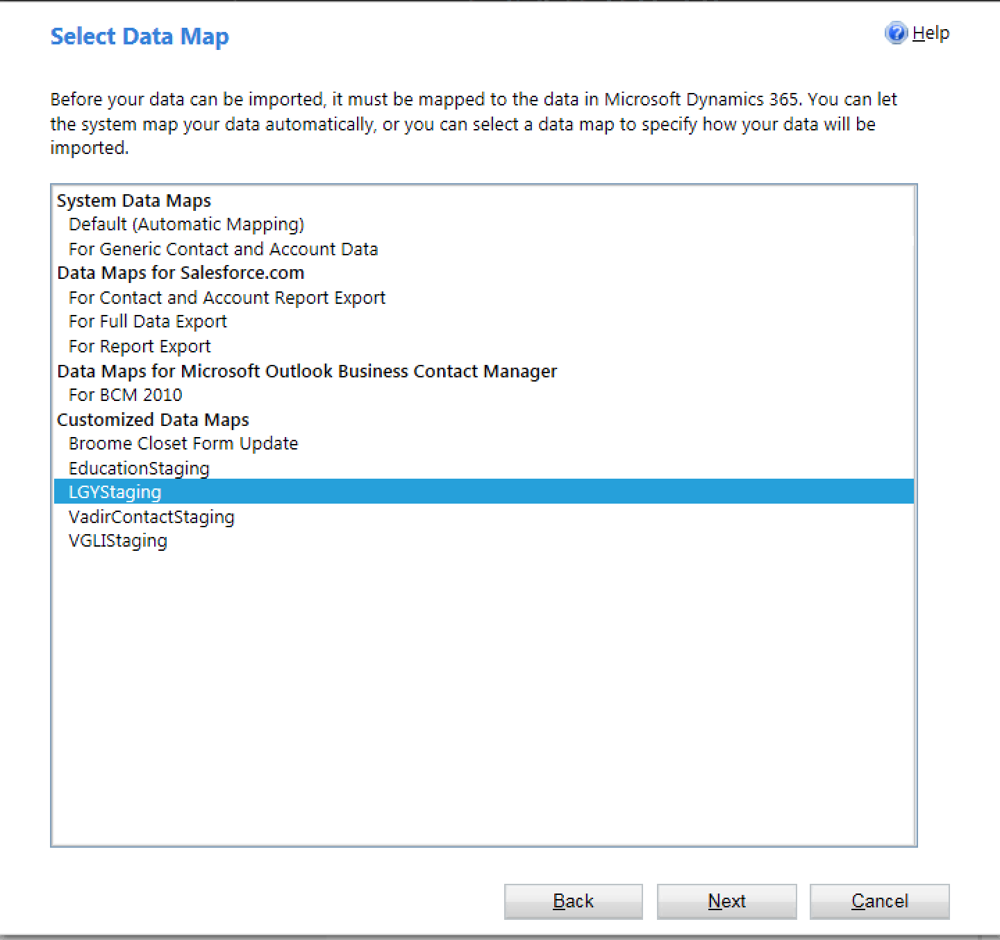 Select Data Map
Help
Before your data can be imported, it must be mapped to the data in Microsoft Dynamics 365. You can let
the system map your data automatically, or you can select a data map to specify how your data will be
imported.
System Data Maps
Default (Automatic Mapping)
For Generic Contact and Account Data
Data Maps for Salesforce.com
For Contact and Account Report Export
For Full Data Export
For Report Export
Data Maps for Microsoft Outlook Business Contact Manager
For BCM 2010
Customized Data Maps
Broome Closet Form Update
EducationStaging
LGYStaging
VadirContactStaging
VGLIStaging
Back
Next
Cancel